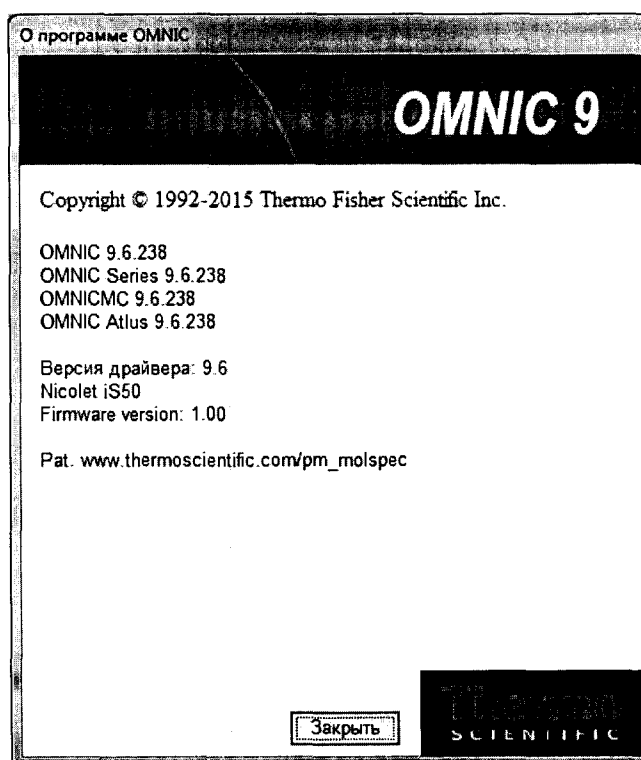 О программе OMNIC
OMNIC 9
Copyright © 1992-2015 Thermo Fisher Scientific Inc.
OMNIC 9.6.238
OMNIC Series 9.6.238
OMNICMC 9.6.238
OMNIC Atlus 9.6.238
Версия драйвера: 9.6
Nicolet iS50
Firmware version: 1.00
Pat. www.thermoscientific.com/pm_molspec
Закрыть
SCIENTIFIC